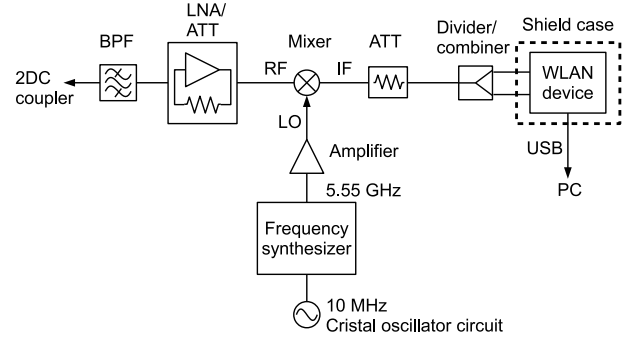 LNA/
ATT
BPF
2DC
coupler
RF
Mixer
IF
LO
ATT
Divider/
combiner
Shield case
WLAN
device
USB
PC
Amplifier
5.55 GHz
Frequency
synthesizer
10 MHz
Cristal oscillator circuit